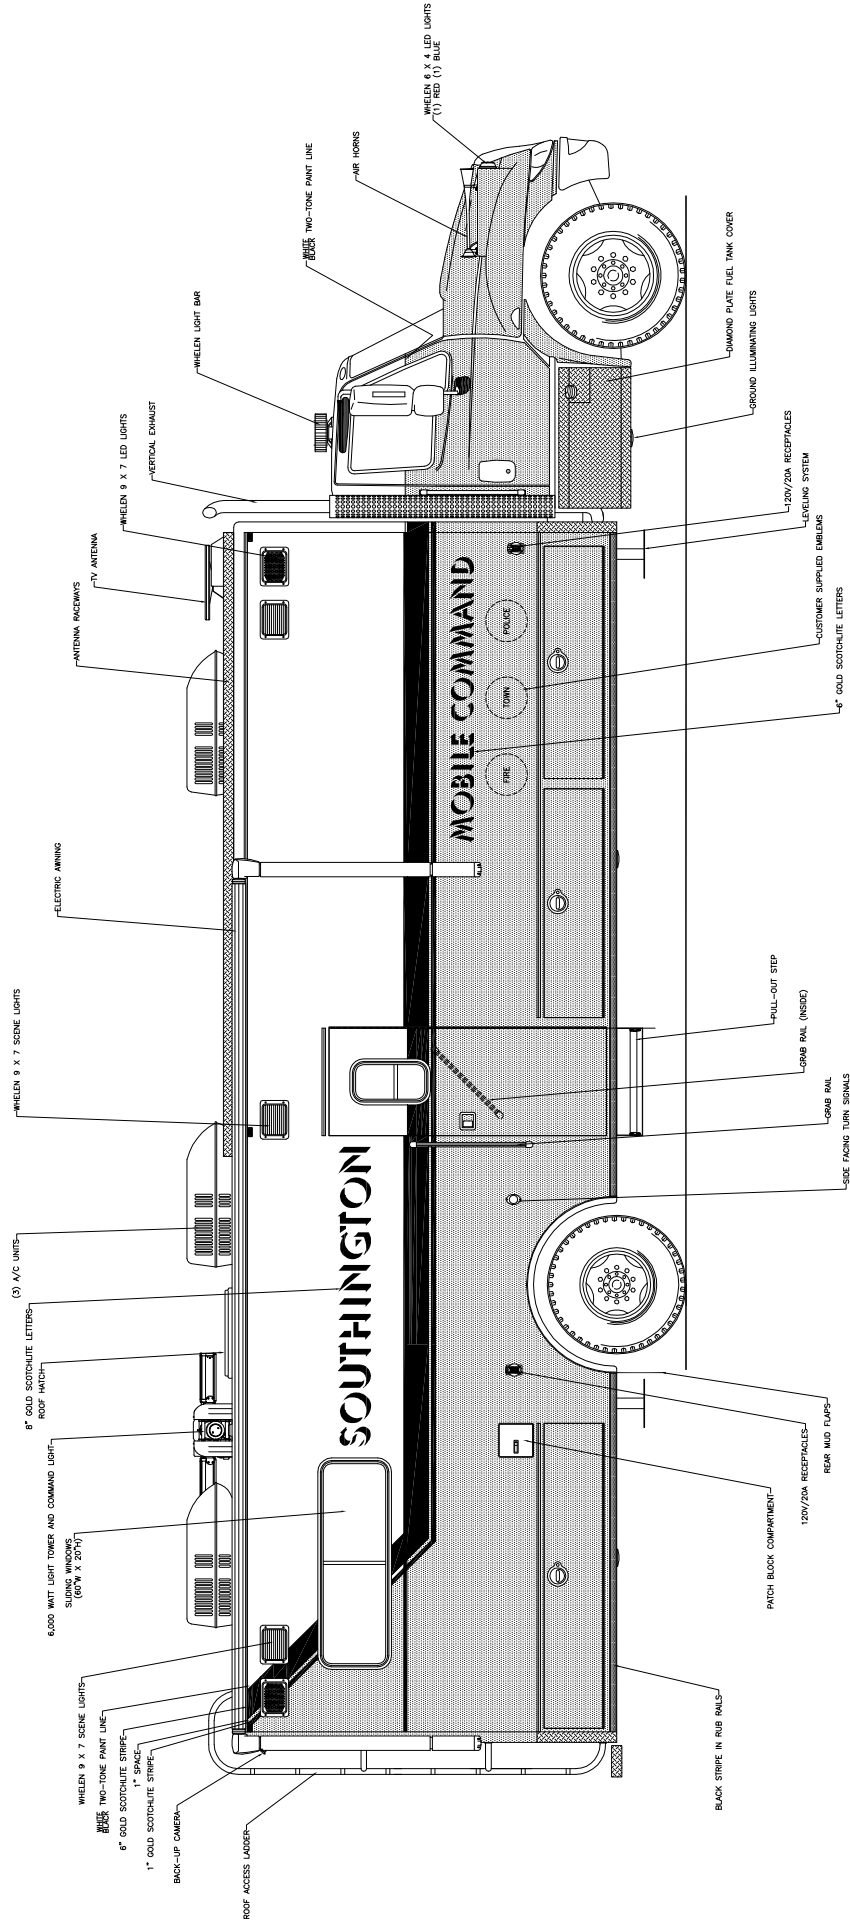 ROOF ACCESS LADDER
BACK-UP CAMERA
1" GOLD SCOTCHLITE STRIPE
1" SPACE
6" GOLD SCOTCHLITE STRIPE
WHITE
BLACK TWO-TONE PAINT LINE
WHELEN 9 X 7 SCENE LIGHTS
SLIDING WINDOWS
(60"W X 20"H)
6,000 WATT LIGHT TOWER AND COMMAND LIGHT
ROOF HATCH
8" GOLD SCOTCHLITE LETTERS
(3) A/C UNITS
WHELEN 9 X 7 SCENE LIGHTS
ELECTRIC AWNING
ANTENNA RACEWAYS
TV ANTENNA
WHELEN 9 X 7 LED LIGHTS
VERTICAL EXHAUST
WHELEN LIGHT BAR
WHITE
BLACK TWO-TONE PAINT LINE
AIR HORNS
WHELEN 6 X 4 LED LIGHTS
(1) RED (1) BLUE
SOUTHINGTON
MOBILE COMMAND
FIRE
TOWN
POLICE
BLACK STRIPE IN RUB RAILS
PATCH BLOCK COMPARTMENT
120V/20A RECEPTACLES
REAR MUD FLAPS
SIDE FACING TURN SIGNALS
GRAB RAIL
GRAB RAIL (INSIDE)
PULL-OUT STEP
6" GOLD SCOTCHLITE LETTERS
CUSTOMER SUPPLIED EMBLEMS
LEVELING SYSTEM
120V/20A RECEPTACLES
GROUND ILLUMINATING LIGHTS
DIAMOND PLATE FUEL TANK COVER